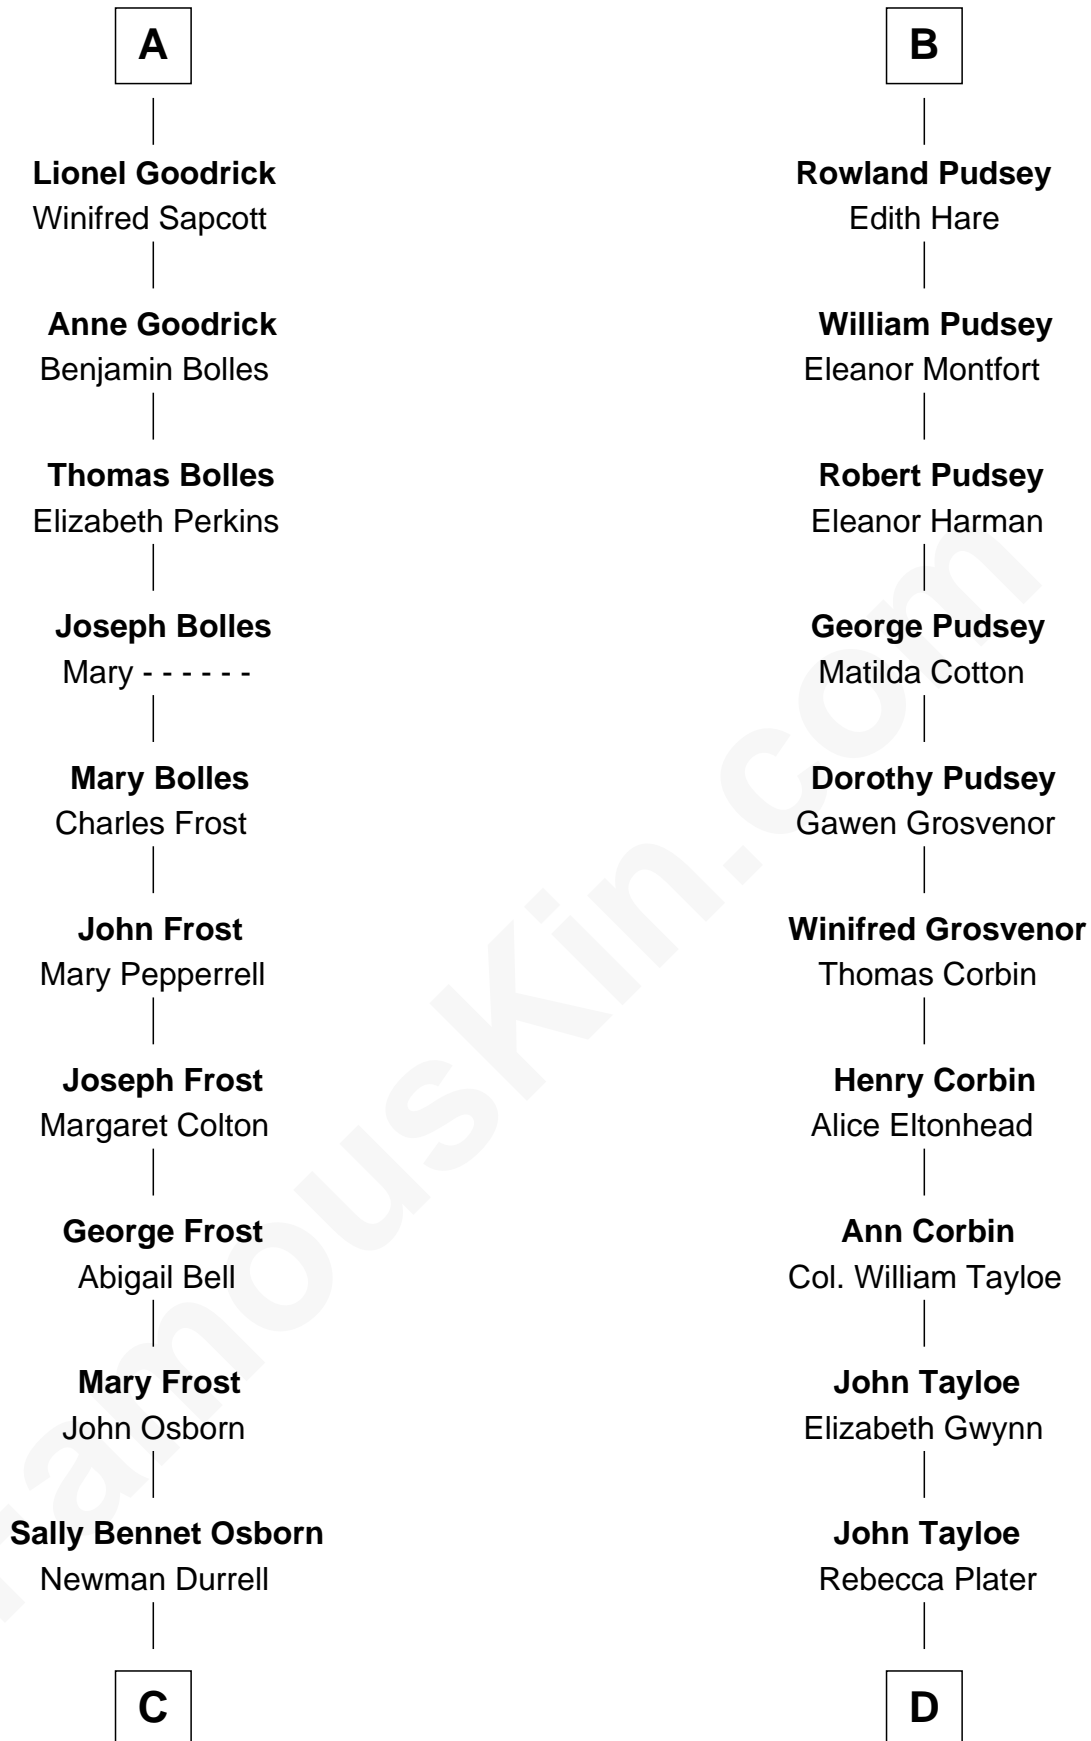 A
Lionel Goodrick
Winifred Sapcott
Anne Goodrick
Benjamin Bolles
Thomas Bolles
Elizabeth Perkins
Joseph Bolles
Mary - - - - - -
Mary Bolles
Charles Frost
John Frost
Mary Pepperrell
Joseph Frost
Margaret Colton
George Frost
Abigail Bell
Mary Frost
John Osborn
Sally Bennet Osborn
Newman Durrell
C
B
Rowland Pudsey
Edith Hare
William Pudsey
Eleanor Montfort
Robert Pudsey
Eleanor Harman
George Pudsey
Matilda Cotton
Dorothy Pudsey
Gawen Grosvenor
Winifred Grosvenor
Thomas Corbin
Henry Corbin
Alice Eltonhead
Ann Corbin
Col. William Tayloe
John Tayloe
Elizabeth Gwynn
John Tayloe
Rebecca Plater
D
FamousKin.com